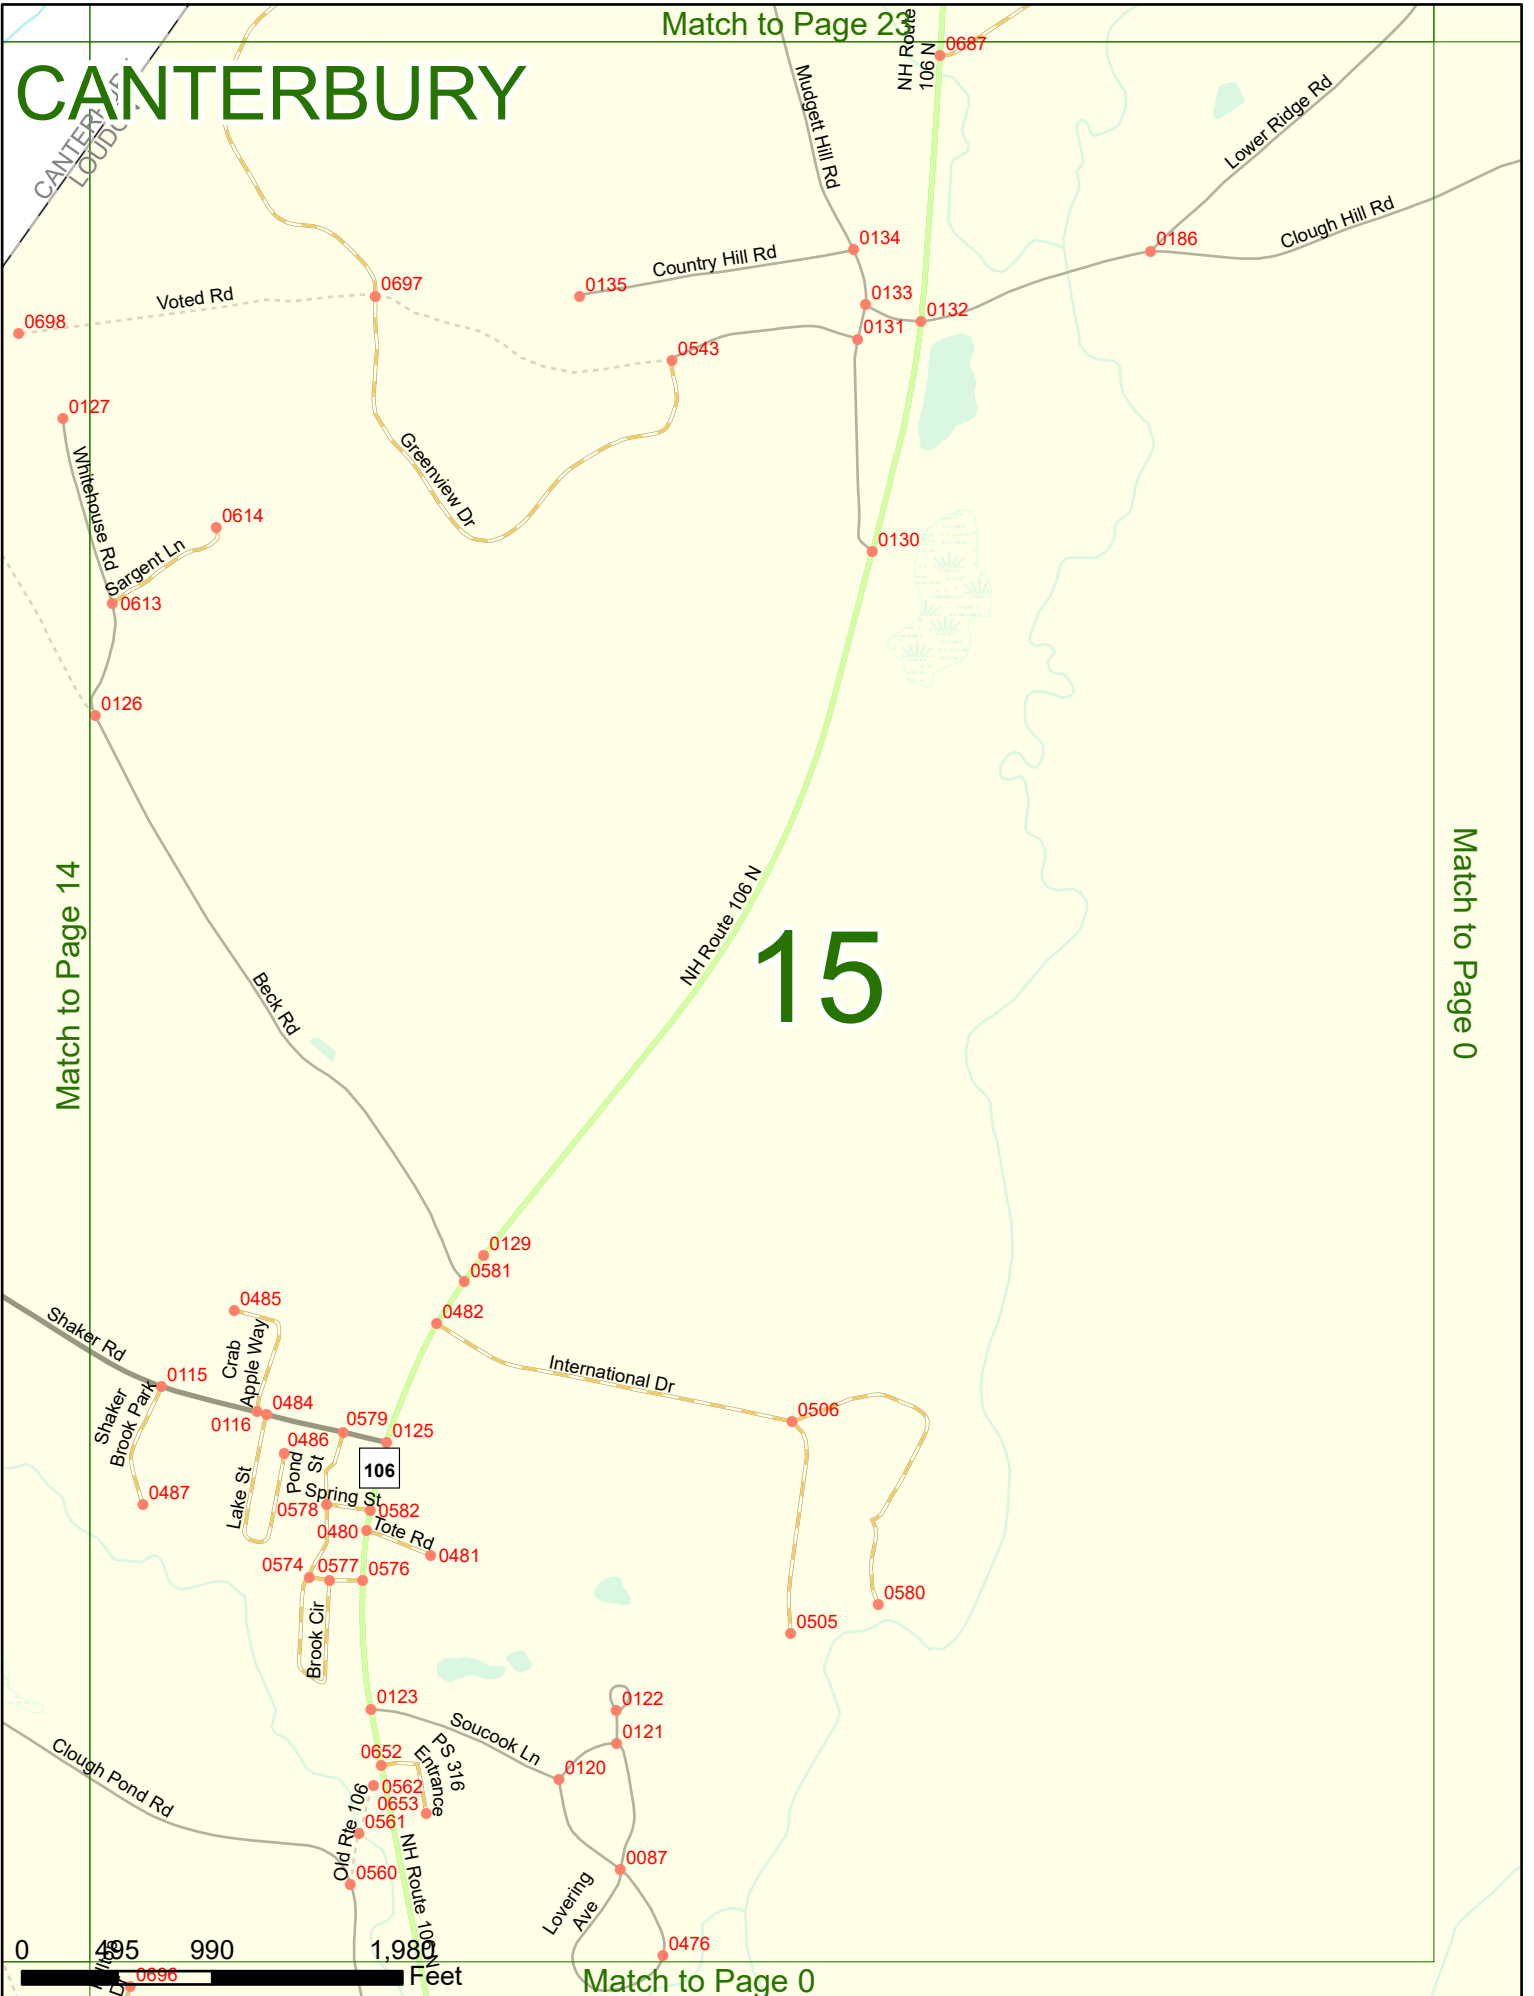 Match to Page 23
NH Route
106 N
0687
CANTERBURY
LOUDON
Mudgett Hill Rd
Lower Ridge Rd
Clough Hill Rd
0134
0186
Country Hill Rd
0697
0135
Voted Rd
0133
0132
0698
0131
0543
0127
Greenview Dr
Whitehouse Rd
0614
0130
Sargent Ln
0613
0126
Match to Page 14
Match to Page 0
NH Route 106 N
15
Beck Rd
0129
0581
0485
0482
Shaker Rd
Crab
Apple Way
International Dr
0115
Shaker
Brook Park
0484
0116
0579
0125
0506
0486
106
Pond
St
Lake St
0487
Spring St
0578
0582
0480
Tote Rd
0481
0574
0577
0576
0580
0505
Brook Cir
0123
0122
Soucook Ln
0121
PS 316
Entrance
0652
0120
Clough Pond Rd
0562
0653
Old Rte 106
0561
NH Route 106 N
0560
0087
Lovering
Ave
0476
0
495
990
1,980
Feet
0696
Dr
Match to Page 0